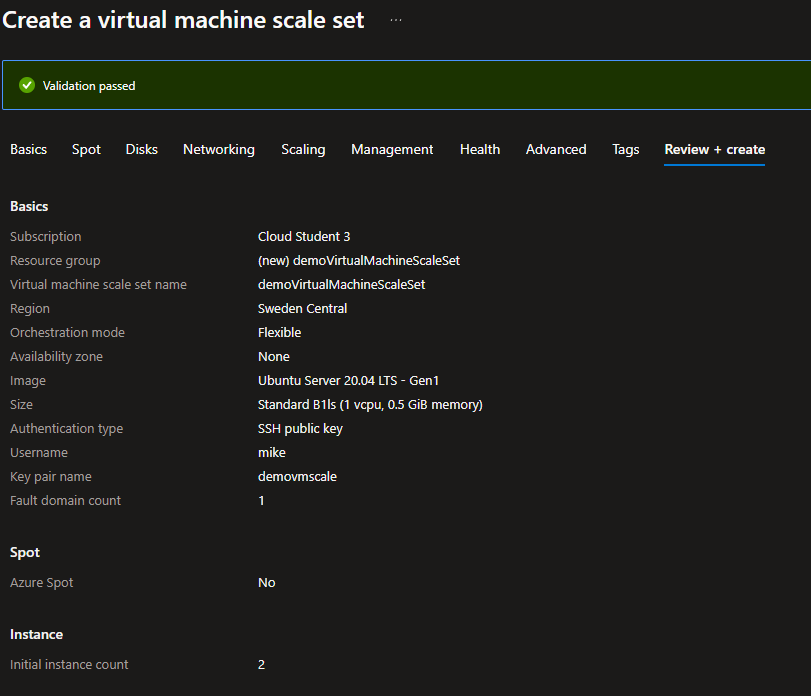 Create a virtual machine scale set ...
Validation passed
Basics Spot Disks Networking Scaling Management Health Advanced Tags Review + create
Basics
Subscription Cloud Student 3
Resource group (new) demoVirtualMachineScaleSet
Virtual machine scale set name demoVirtualMachineScaleSet
Region Sweden Central
Orchestration mode Flexible
Availability zone None
Image Ubuntu Server 20.04 LTS - Gen1
Size Standard B1ls (1 vcpu, 0.5 GiB memory)
Authentication type SSH public key
Username mike
Key pair name demovmscale
Fault domain count 1
Spot
Azure Spot No
Instance
Initial instance count 2